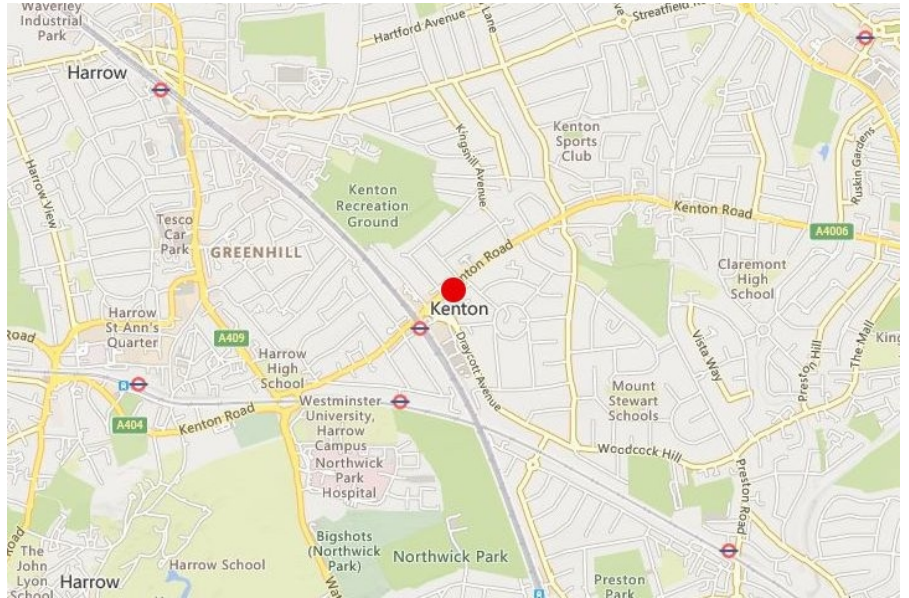 Waverley
Industrial
Park
Hartford Avenue
Lane
Streatfield
Harrow
Kenton
Sports
Club
Kingshill Avenue
Ruskin Gardens
Harrow View
Kenton
Recreation
Ground
Kenton Road
Tesco
Car
Park
A4006
GREENHILL
Kenton Road
Claremont
High
School
Harrow
St Ann's
Quarter
Kenton
Road
A409
The Mall
King
Draycott Avenue
Vista Way
Preston Hill
Harrow
High
School
Mount
Stewart
Schools
Westminster
University,
Harrow
Campus
A404
Kenton Road
Woodcock Hill
Northwick
Park
Hospital
Preston Road
Bigshots
(Northwick
Park)
Northwick Park
Road
The
John
Lyon
School
Harrow School
Harrow
Wat
Preston
Park